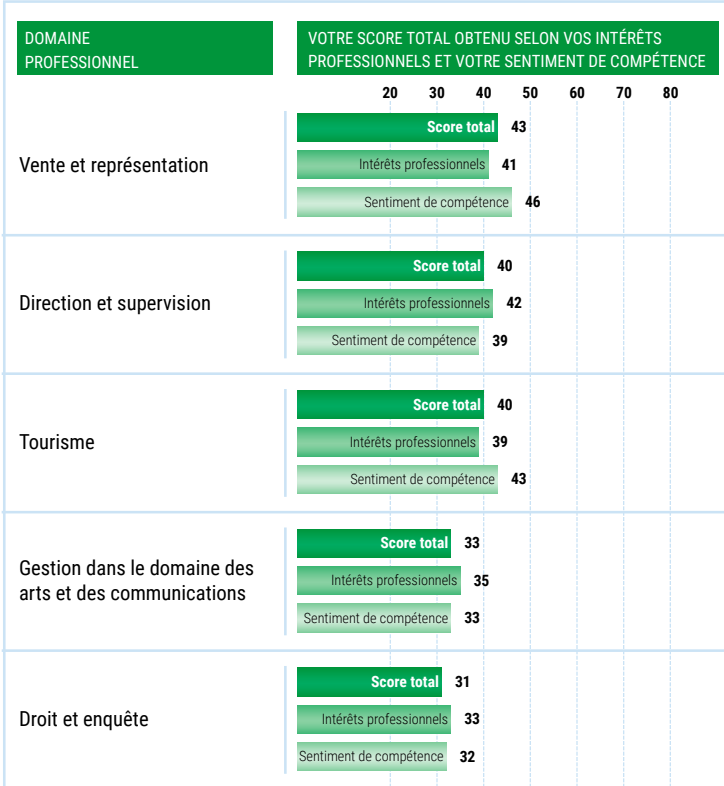 DOMAINE
PROFESSIONNEL
VOTRE SCORE TOTAL OBTENU SELON VOS INTÉRÊTS
PROFESSIONNELS ET VOTRE SENTIMENT DE COMPÉTENCE
20 30 40 50 60 70 80
Vente et représentation
Score total 43
Intérêts professionnels 41
Sentiment de compétence 46
Direction et supervision
Score total 40
Intérêts professionnels 42
Sentiment de compétence 39
Tourisme
Score total 40
Intérêts professionnels 39
Sentiment de compétence 43
Gestion dans le domaine des
arts et des communications
Score total 33
Intérêts professionnels 35
Sentiment de compétence 33
Droit et enquête
Score total 31
Intérêts professionnels 33
Sentiment de compétence 32